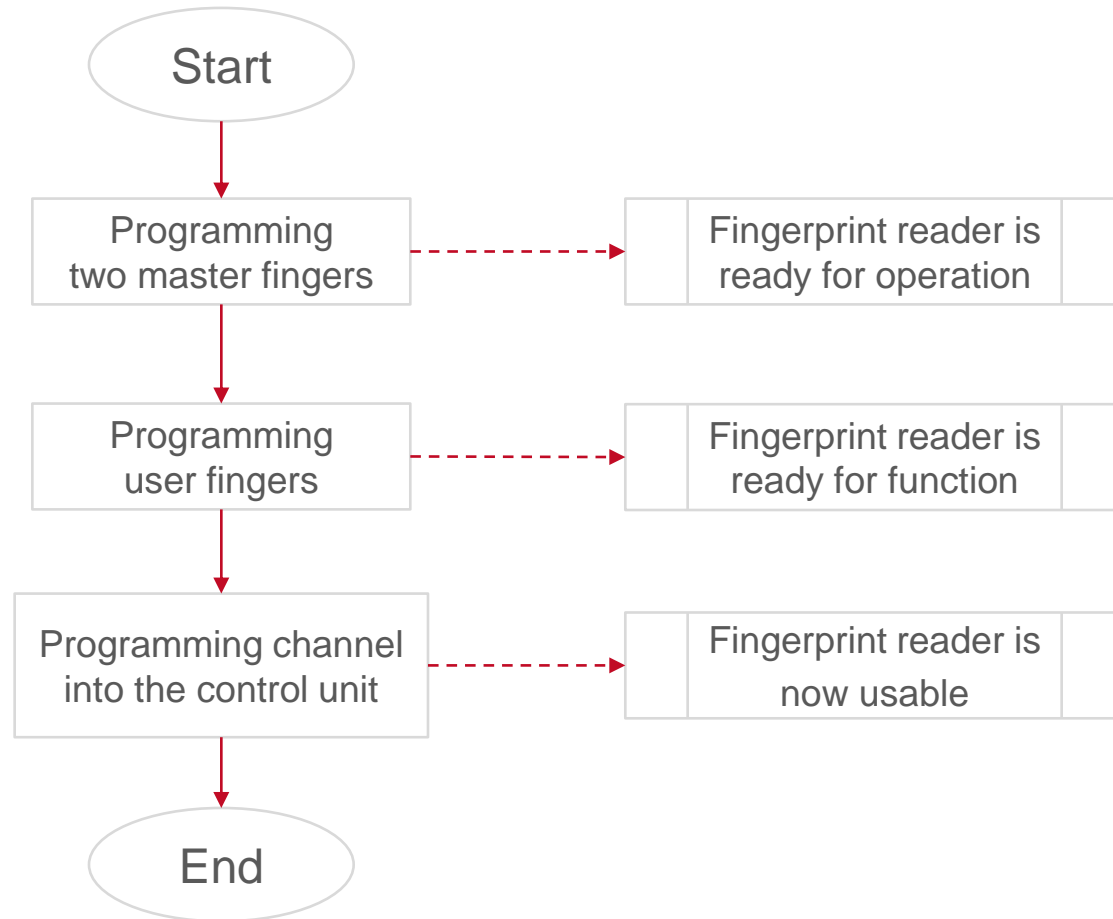 Start
Programming
two master fingers
Fingerprint reader is
ready for operation
Programming
user fingers
Fingerprint reader is
ready for function
Programming channel
into the control unit
Fingerprint reader is
now usable
End